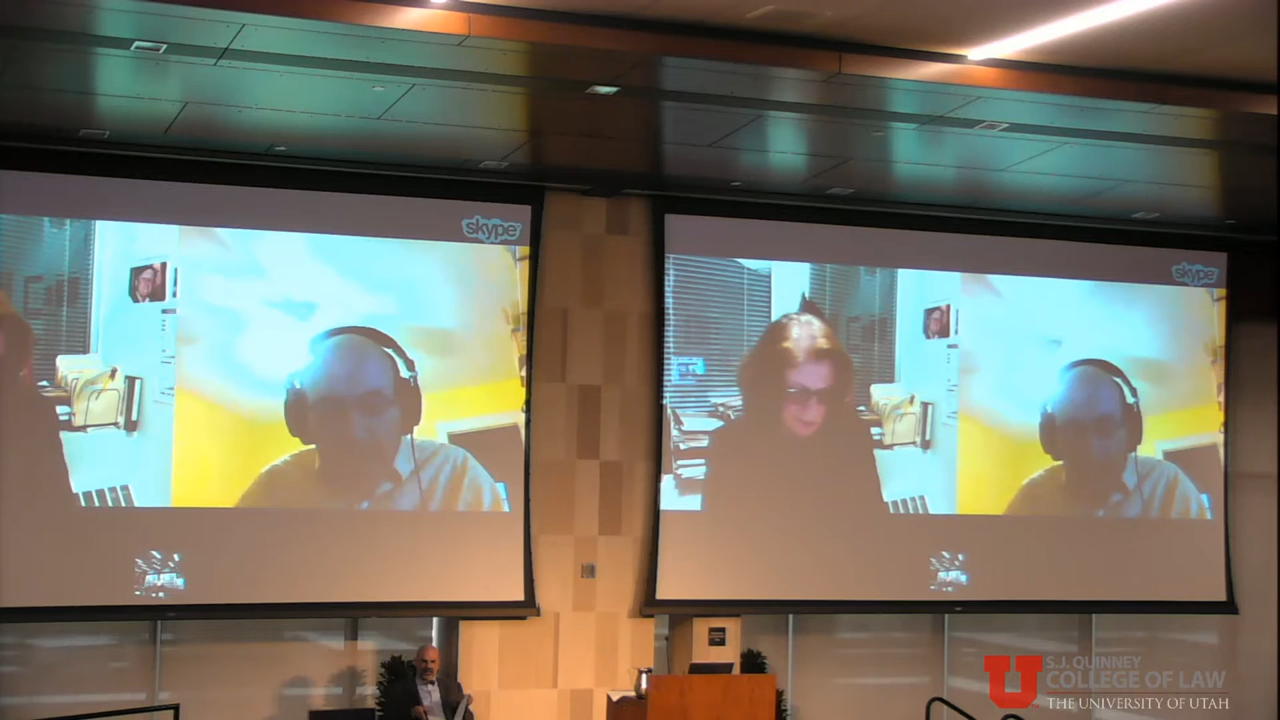 skype
skype
U
S.J. QUINNEY
COLLEGE OF LAW
THE UNIVERSITY OF UTAH